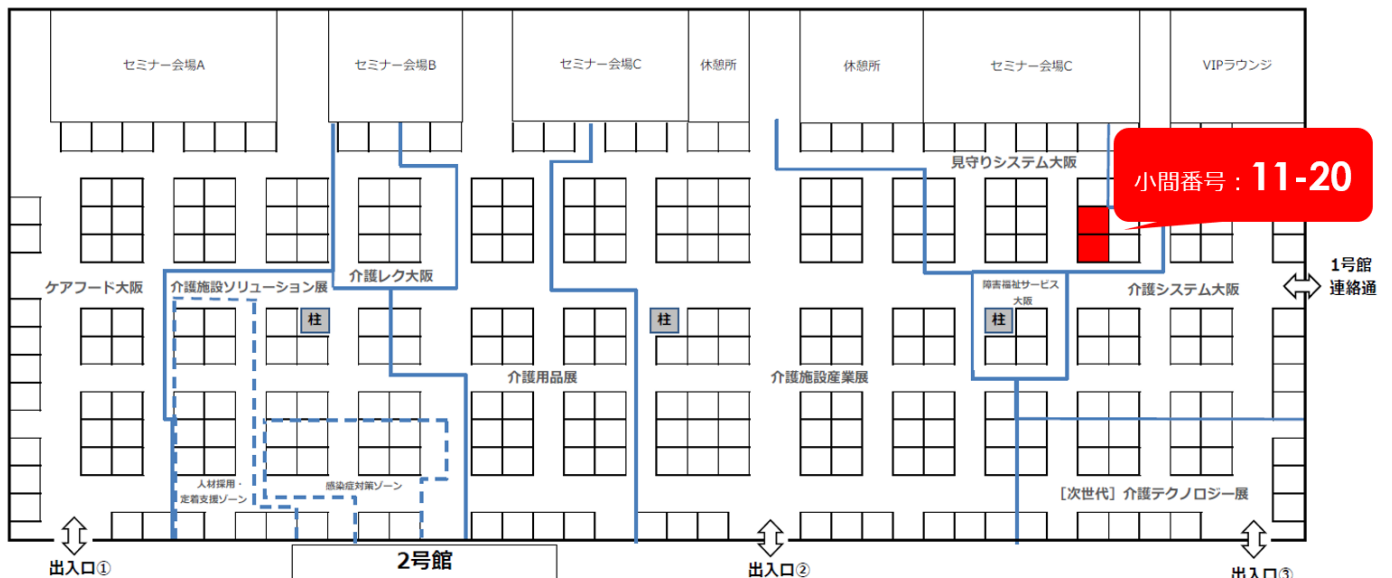 セミナー会場A
セミナー会場B
セミナー会場C
休憩所
休憩所
セミナー会場C
VIPラウンジ
見守りシステム大阪
小間番号：11-20
ケアフード大阪
介護施設ソリューション展
介護レク大阪
障害福祉サービス
大阪
介護システム大阪
1号館
連絡通
柱
柱
柱
介護用品展
介護施設産業展
人材採用・
定着支援ゾーン
感染症対策ゾーン
［次世代］介護テクノロジー展
出入口①
2号館
出入口②
出入口③